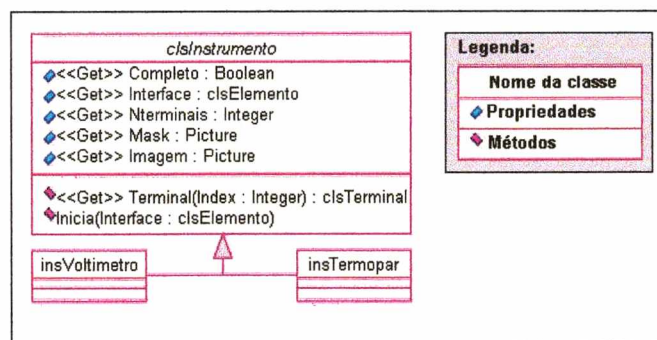 clsInstrumento
<<Get>> Completo : Boolean
<<Get>> Interface : clsElemento
<<Get>> Nterminais : Integer
<<Get>> Mask : Picture
<<Get>> Imagem : Picture
<<Get>> Terminal(Index : Integer) : clsTerminal
Inicia(Interface : clsElemento)
insVoltimetro
insTermopar
Legenda:
Nome da classe
Propriedades
Métodos